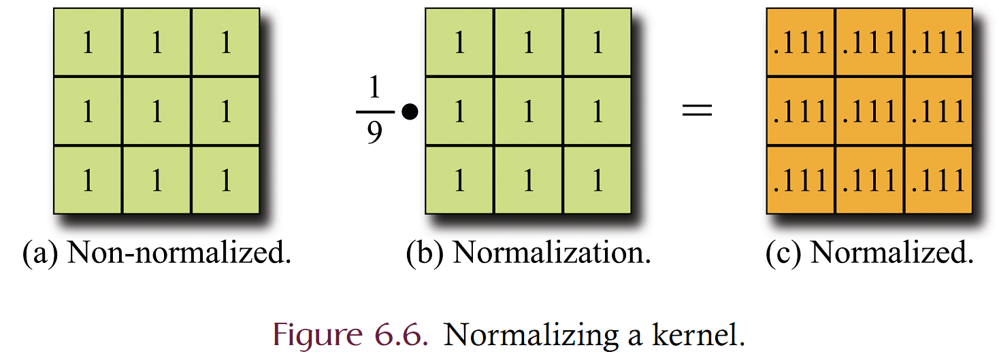 1 1 1 1 1 1 .111 .111 .111
1
9
• 1 1 1 1 1 1 = .111 .111 .111
1 1 1 1 1 1 .111 .111 .111
(a) Non-normalized. (b) Normalization. (c) Normalized.
Figure 6.6. Normalizing a kernel.